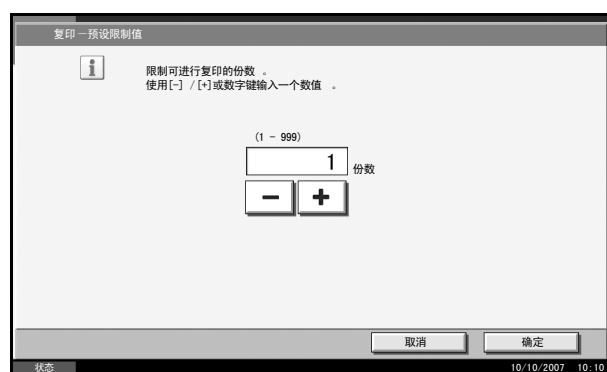 复印－预设限制值
限制可进行复印的份数 。
使用[-] /[+]或数字键输入一个数值 。
(1 - 999)
1 份数
取消 确定
状态 10/10/2007 10:10